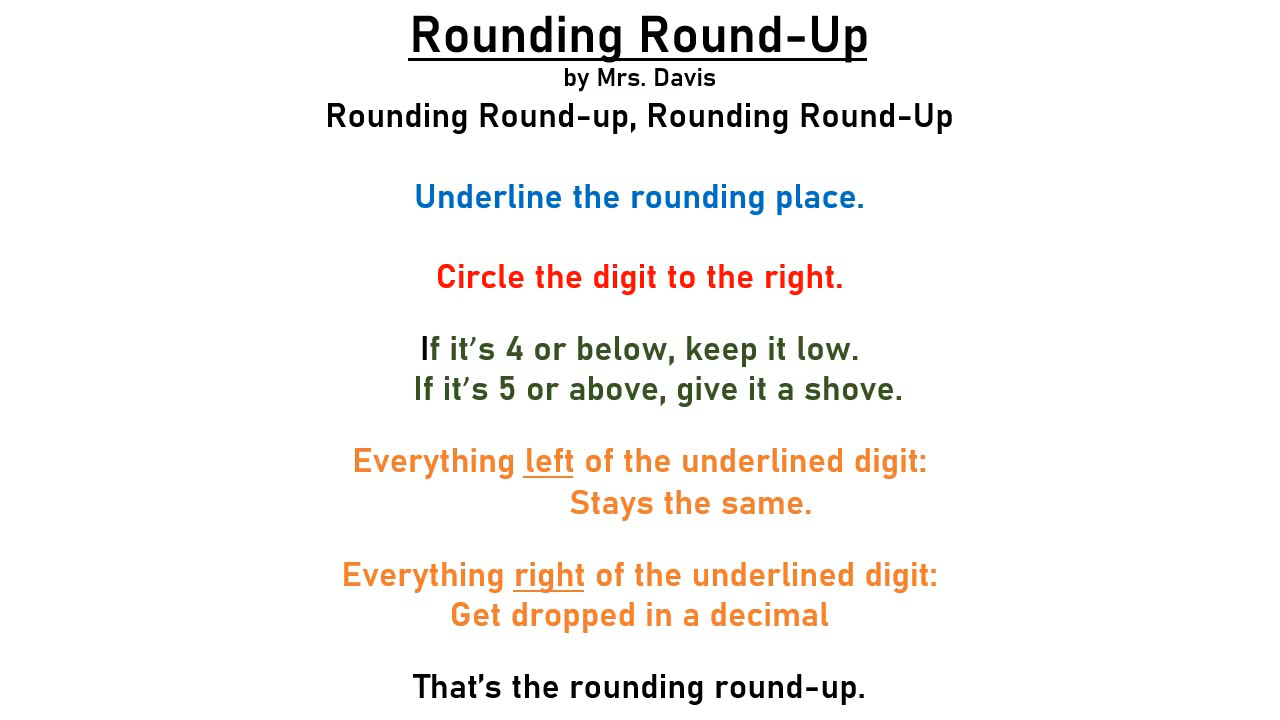 Rounding Round-Up
by Mrs. Davis
Rounding Round-up, Rounding Round-Up
Underline the rounding place.
Circle the digit to the right.
If it’s 4 or below, keep it low.
If it’s 5 or above, give it a shove.
Everything left of the underlined digit:
Stays the same.
Everything right of the underlined digit:
Get dropped in a decimal
That’s the rounding round-up.